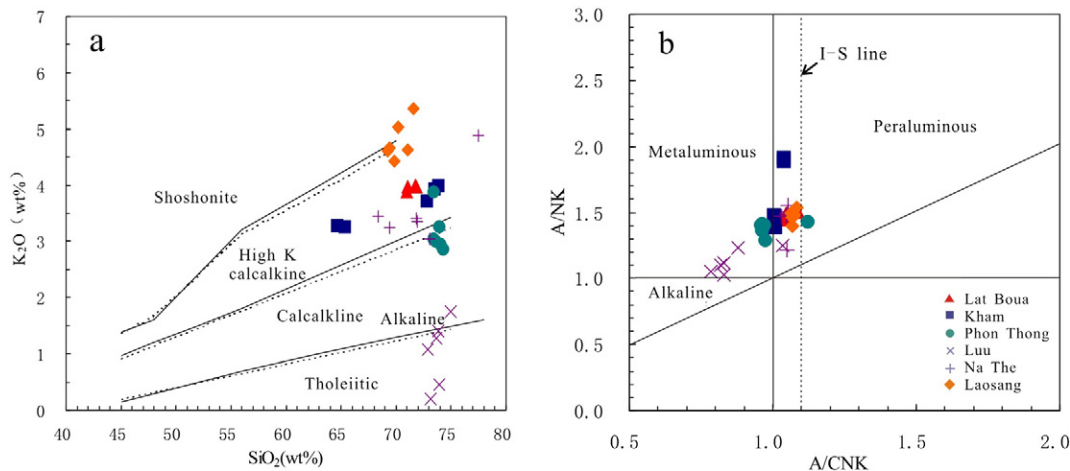 a
7
6
5
4
3
2
1
0
K₂O (wt%)
Shoshonite
High K
calcalkine
Calcalkline
Alkaline
Tholeiitic
40 45 50 55 60 65 70 75 80
SiO₂(wt%)
b
3.0
2.5
2.0
1.5
1.0
0.5
0.0
A/NK
I-S line
Peraluminous
Metaluminous
Alkaline
Lat Boua
Kham
Phon Thong
Luu
Na The
Laosang
0.5 1.0 1.5 2.0
A/CNK